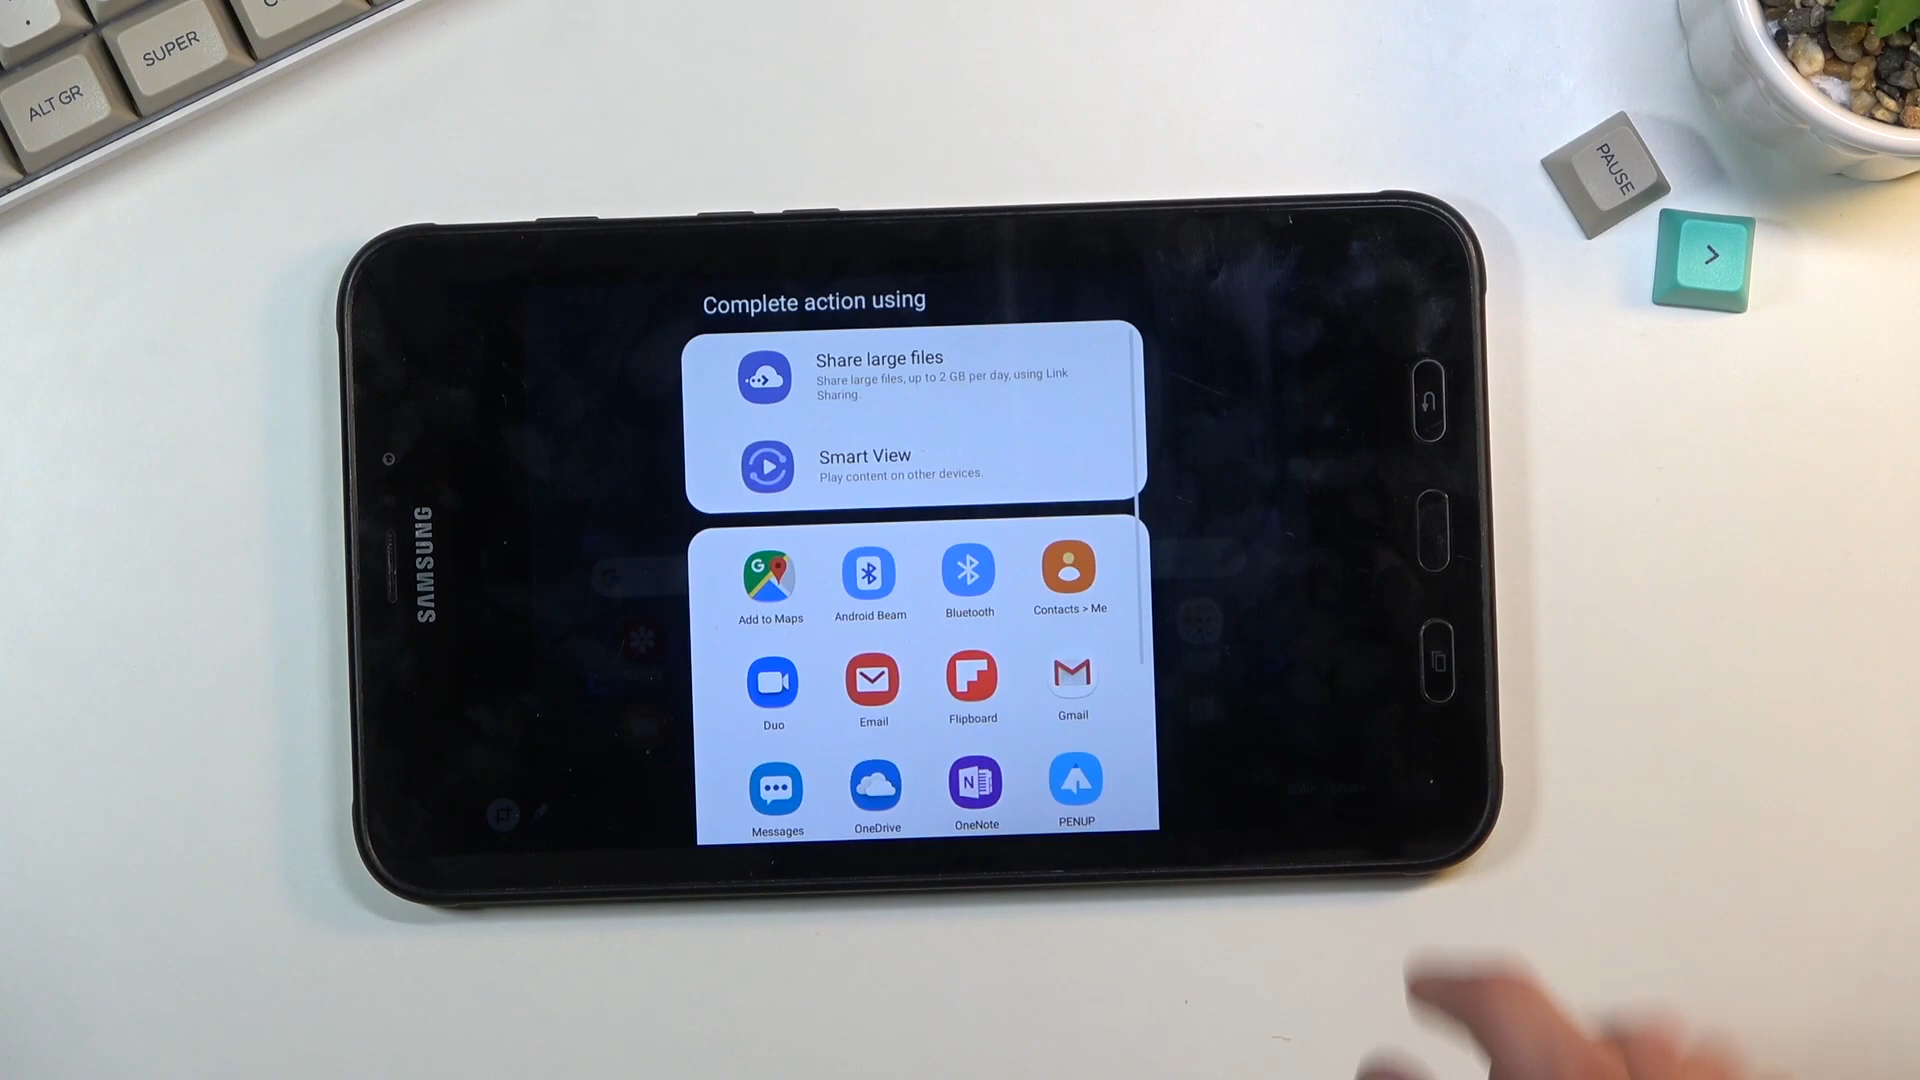 SUPER
ALT GR
PAUSE
>
SAMSUNG
Complete action using
Share large files
Share large files, up to 2 GB per day, using Link
Sharing.
Smart View
Play content on other devices.
G
Add to Maps
Android Beam
Bluetooth
Contacts > Me
Duo
Email
Flipboard
Gmail
N
Messages
OneDrive
OneNote
PENUP